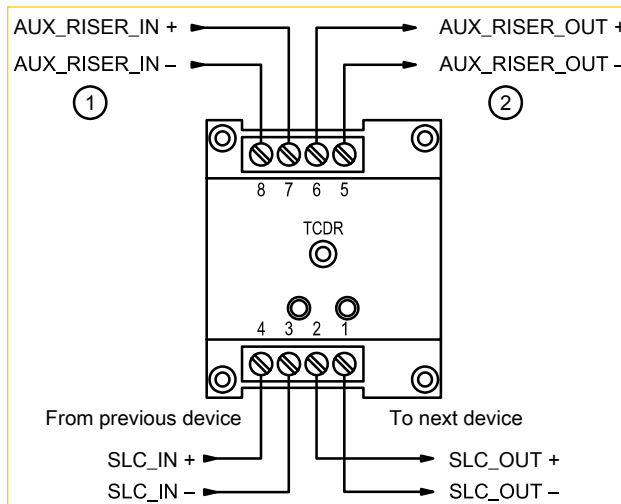 AUX_RISER_IN + AUX_RISER_OUT +
AUX_RISER_IN – AUX_RISER_OUT –
1 2
8 7 6 5
TCDR
4 3 2 1
From previous device To next device
SLC_IN + SLC_OUT +
SLC_IN – SLC_OUT –